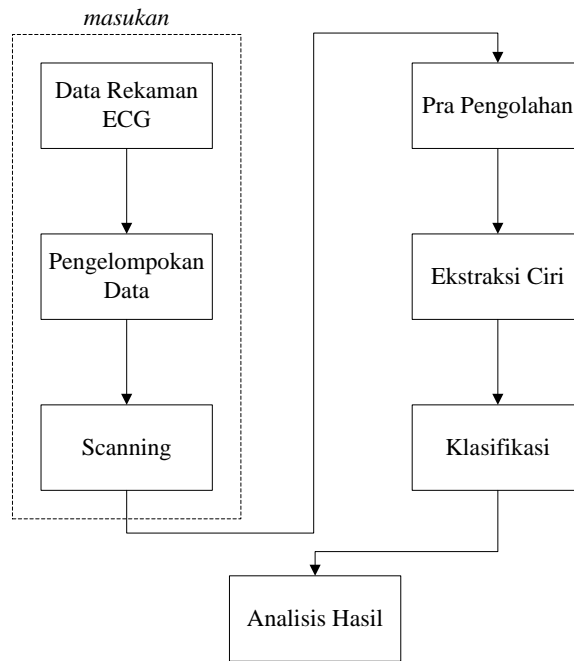 masukan
Data Rekaman
ECG
Pengelompokan
Data
Scanning
Pra Pengolahan
Ekstraksi Ciri
Klasifikasi
Analisis Hasil